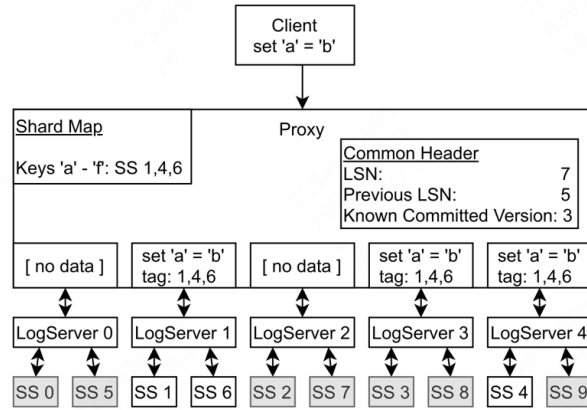 Client
set 'a' = 'b'
Shard Map
Keys 'a' - 'f': SS 1,4,6
Proxy
Common Header
LSN: 7
Previous LSN: 5
Known Committed Version: 3
[ no data ]
set 'a' = 'b'
tag: 1,4,6
[ no data ]
set 'a' = 'b'
tag: 1,4,6
set 'a' = 'b'
tag: 1,4,6
LogServer 0
LogServer 1
LogServer 2
LogServer 3
LogServer 4
SS 0
SS 5
SS 1
SS 6
SS 2
SS 7
SS 3
SS 8
SS 4
SS 9